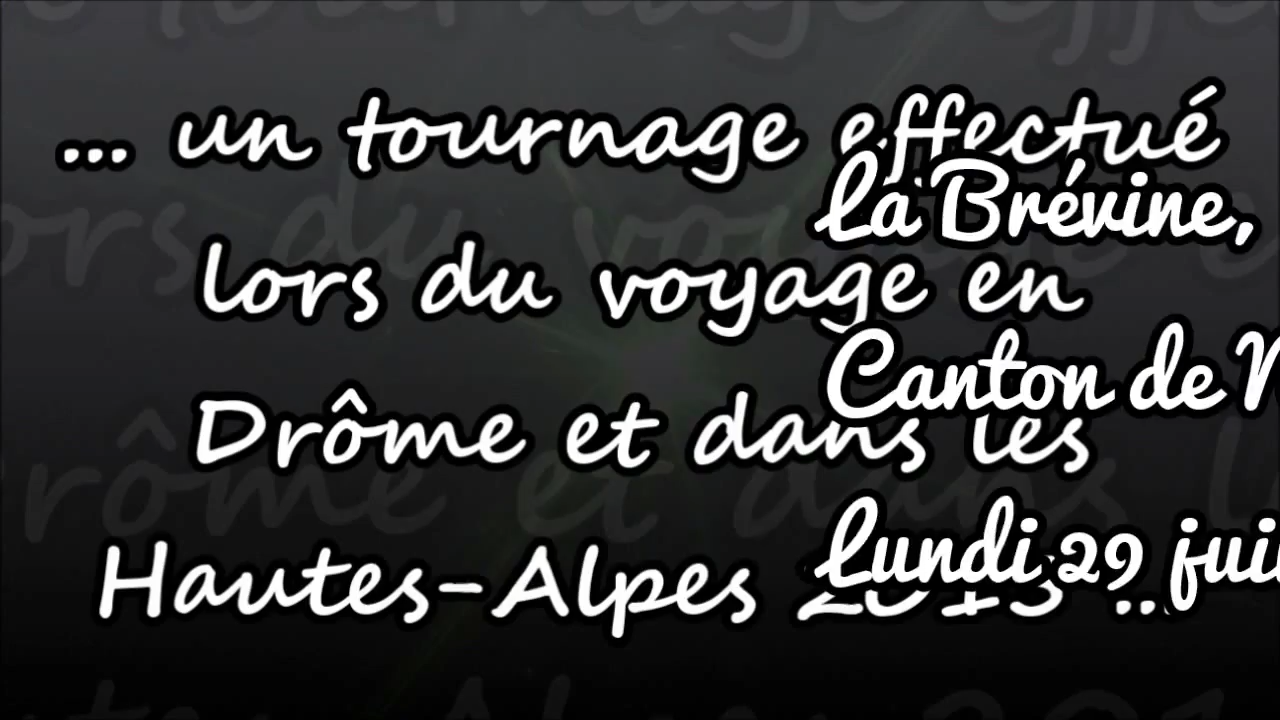 ... un tournage effectué
La Brévine,
lors du voyage en
Canton de
Drôme et dans les
Lundi 29
Hautes-Alpes ...